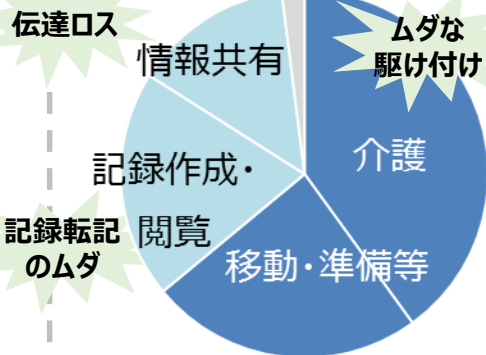 伝達ロス
ムダな
駆け付け
情報共有
介護
記録作成・
閲覧
記録転記
のムダ
移動・準備等